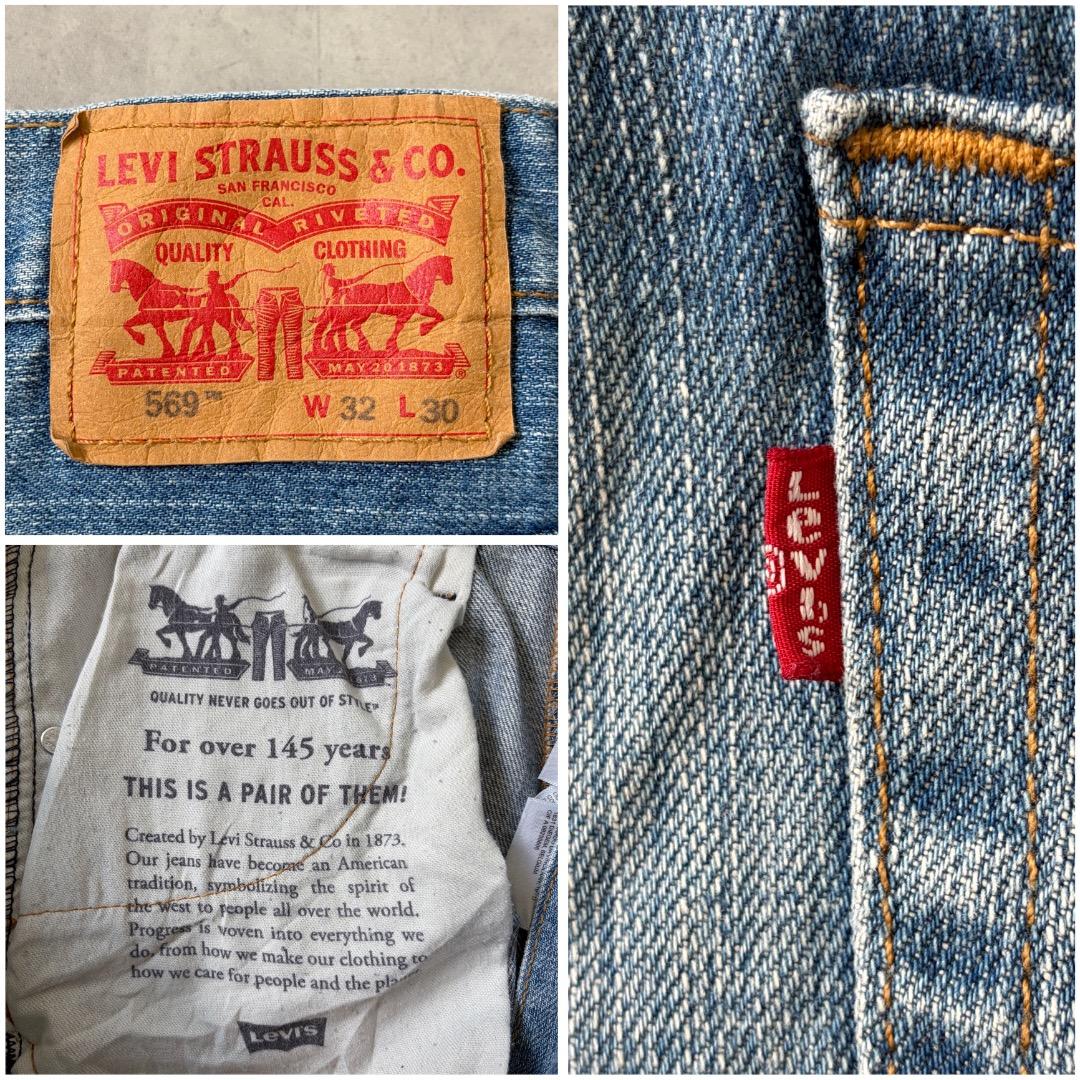 LEVI STRAUSS & CO.
SAN FRANCISCO
CAL.
ORIGINAL RIVETED
QUALITY CLOTHING
PATENTED MAY 20 1873 ®
569™ W 32 L 30
PATENTED MAY 1873
QUALITY NEVER GOES OUT OF STYLE™
For over 145 years
THIS IS A PAIR OF THEM!
Created by Levi Strauss & Co in 1873.
Our jeans have become an American
tradition, symbolizing the spirit of
the west to people all over the world.
Progress is woven into everything we
do, from how we make our clothing to
how we care for people and the
LEVI'S
LEVI'S
®